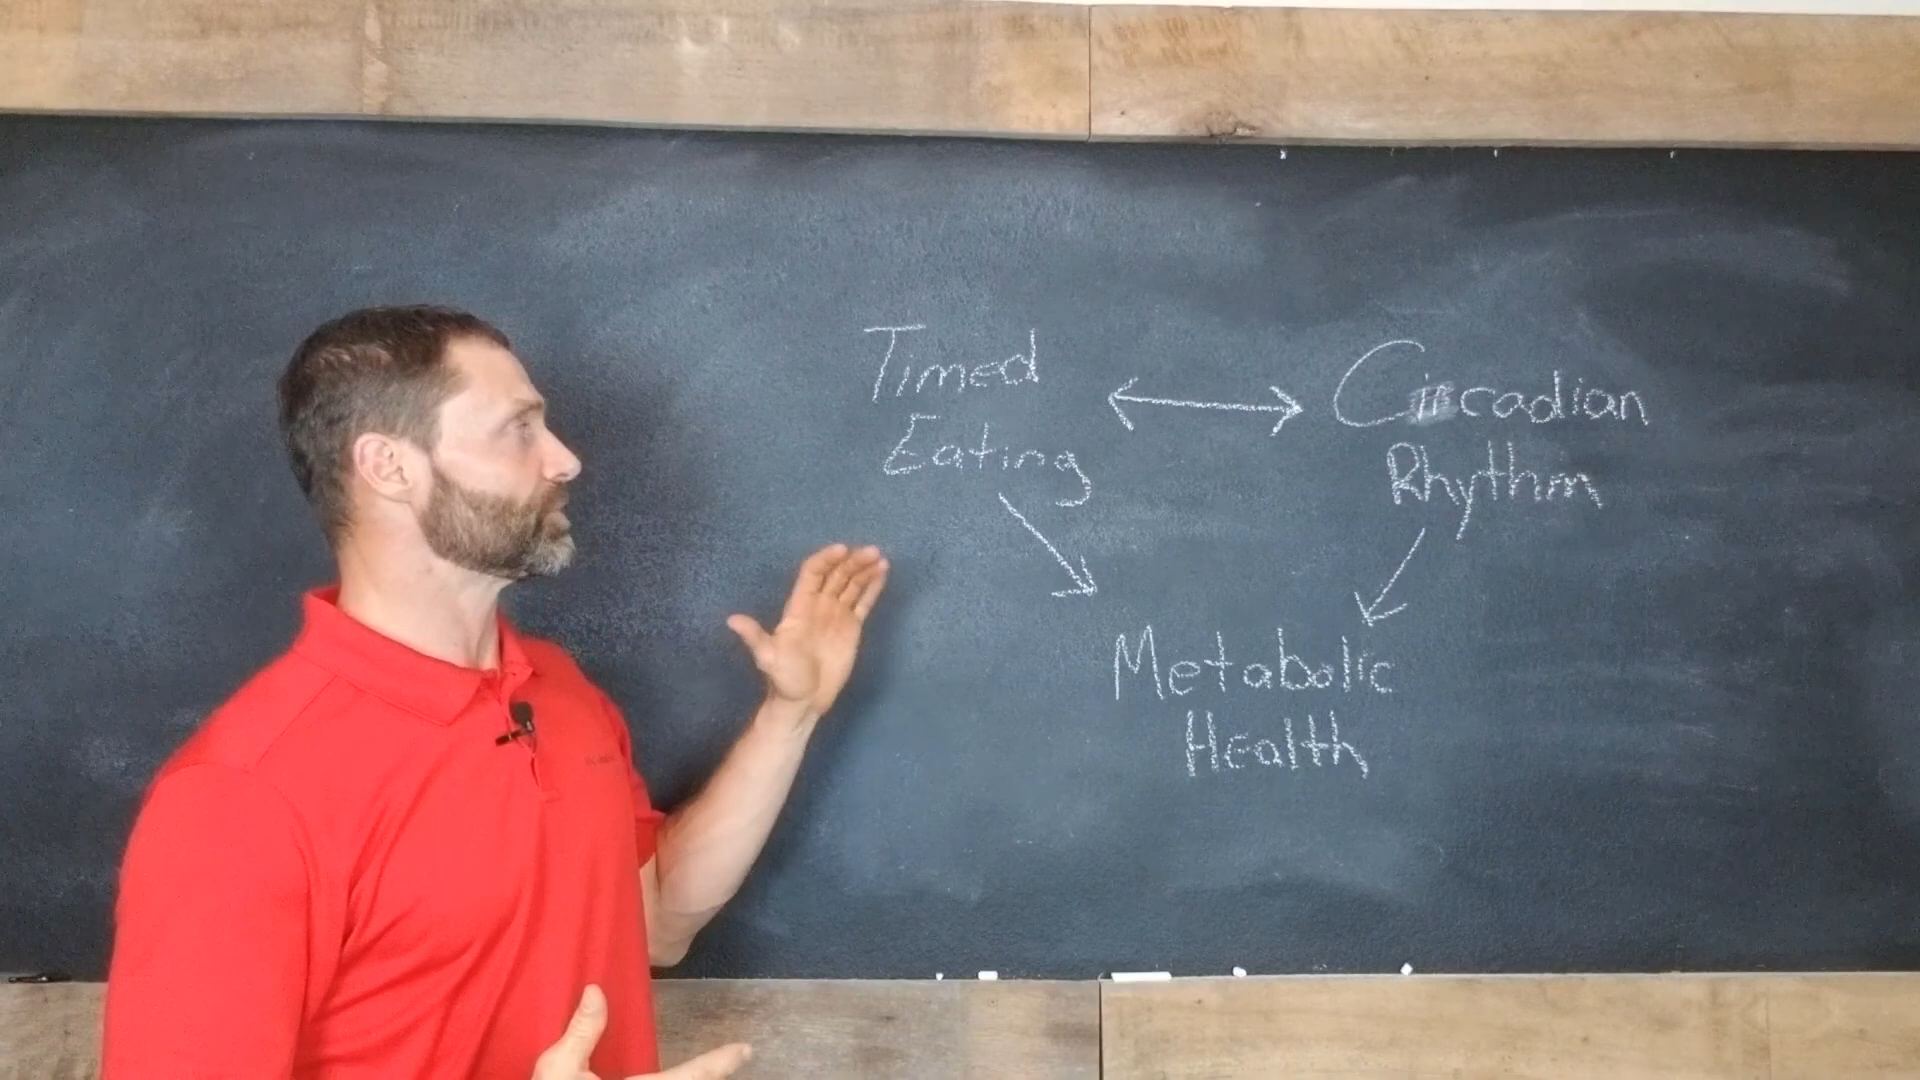 Timed
Eating
Circadian
Rhythm
Metabolic
Health